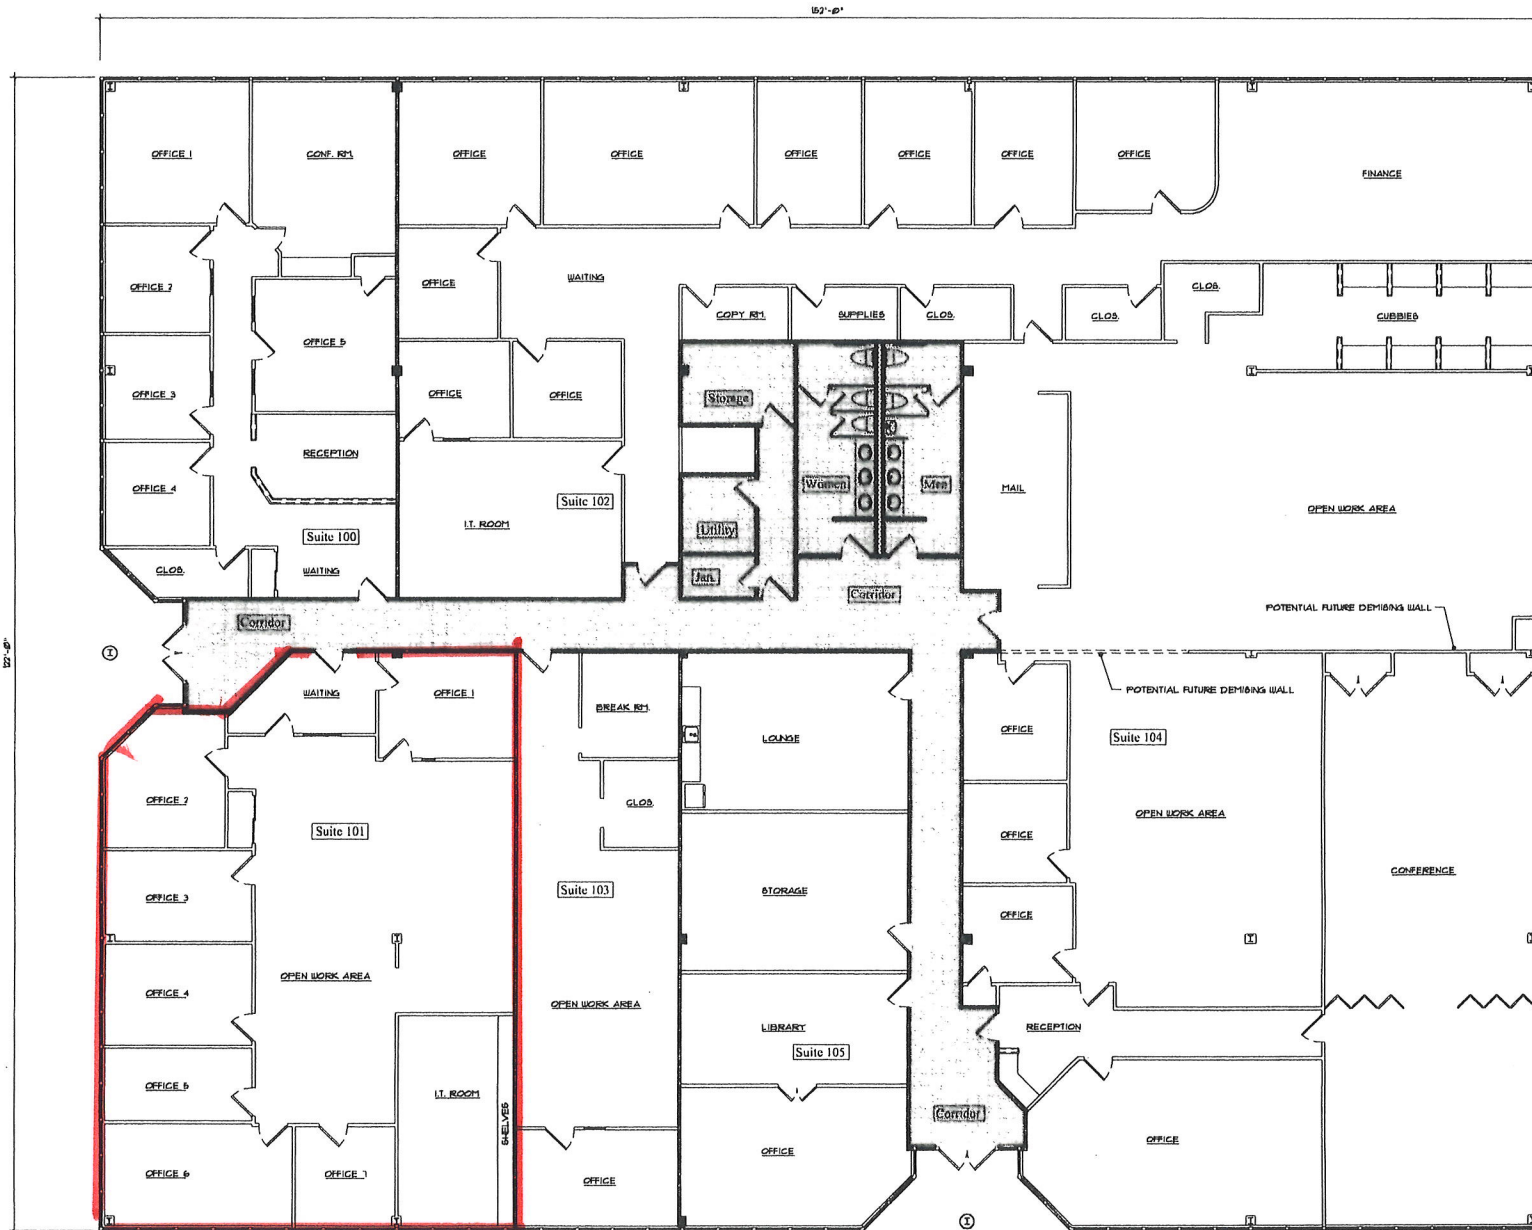 152'-0"
OFFICE 1
CONF. RM.
OFFICE
OFFICE
OFFICE
OFFICE
OFFICE
OFFICE
FINANCE
OFFICE 2
OFFICE
WAITING
CLOS.
COPY RM.
SUPPLIES
CLOS.
CLOS.
CUBBIES
OFFICE 5
OFFICE 3
OFFICE
OFFICE
Storage
RECEPTION
OFFICE 4
Women
Men
MAIL
Suite 102
I.T. ROOM
OPEN WORK AREA
Utility
Suite 100
CLOS.
WAITING
Jan.
Corridor
Corridor
POTENTIAL FUTURE DEMISING WALL
122'-0"
WAITING
OFFICE 1
POTENTIAL FUTURE DEMISING WALL
BREAK RM.
OFFICE
LOUNGE
Suite 104
OFFICE 2
CLOS.
Suite 101
OPEN WORK AREA
OFFICE
CONFERENCE
Suite 103
STORAGE
OFFICE 3
OFFICE
OPEN WORK AREA
OFFICE 4
OPEN WORK AREA
LIBRARY
RECEPTION
Suite 105
OFFICE 5
I.T. ROOM
SHELVES
Corridor
OFFICE
OFFICE
OFFICE 6
OFFICE 7
OFFICE